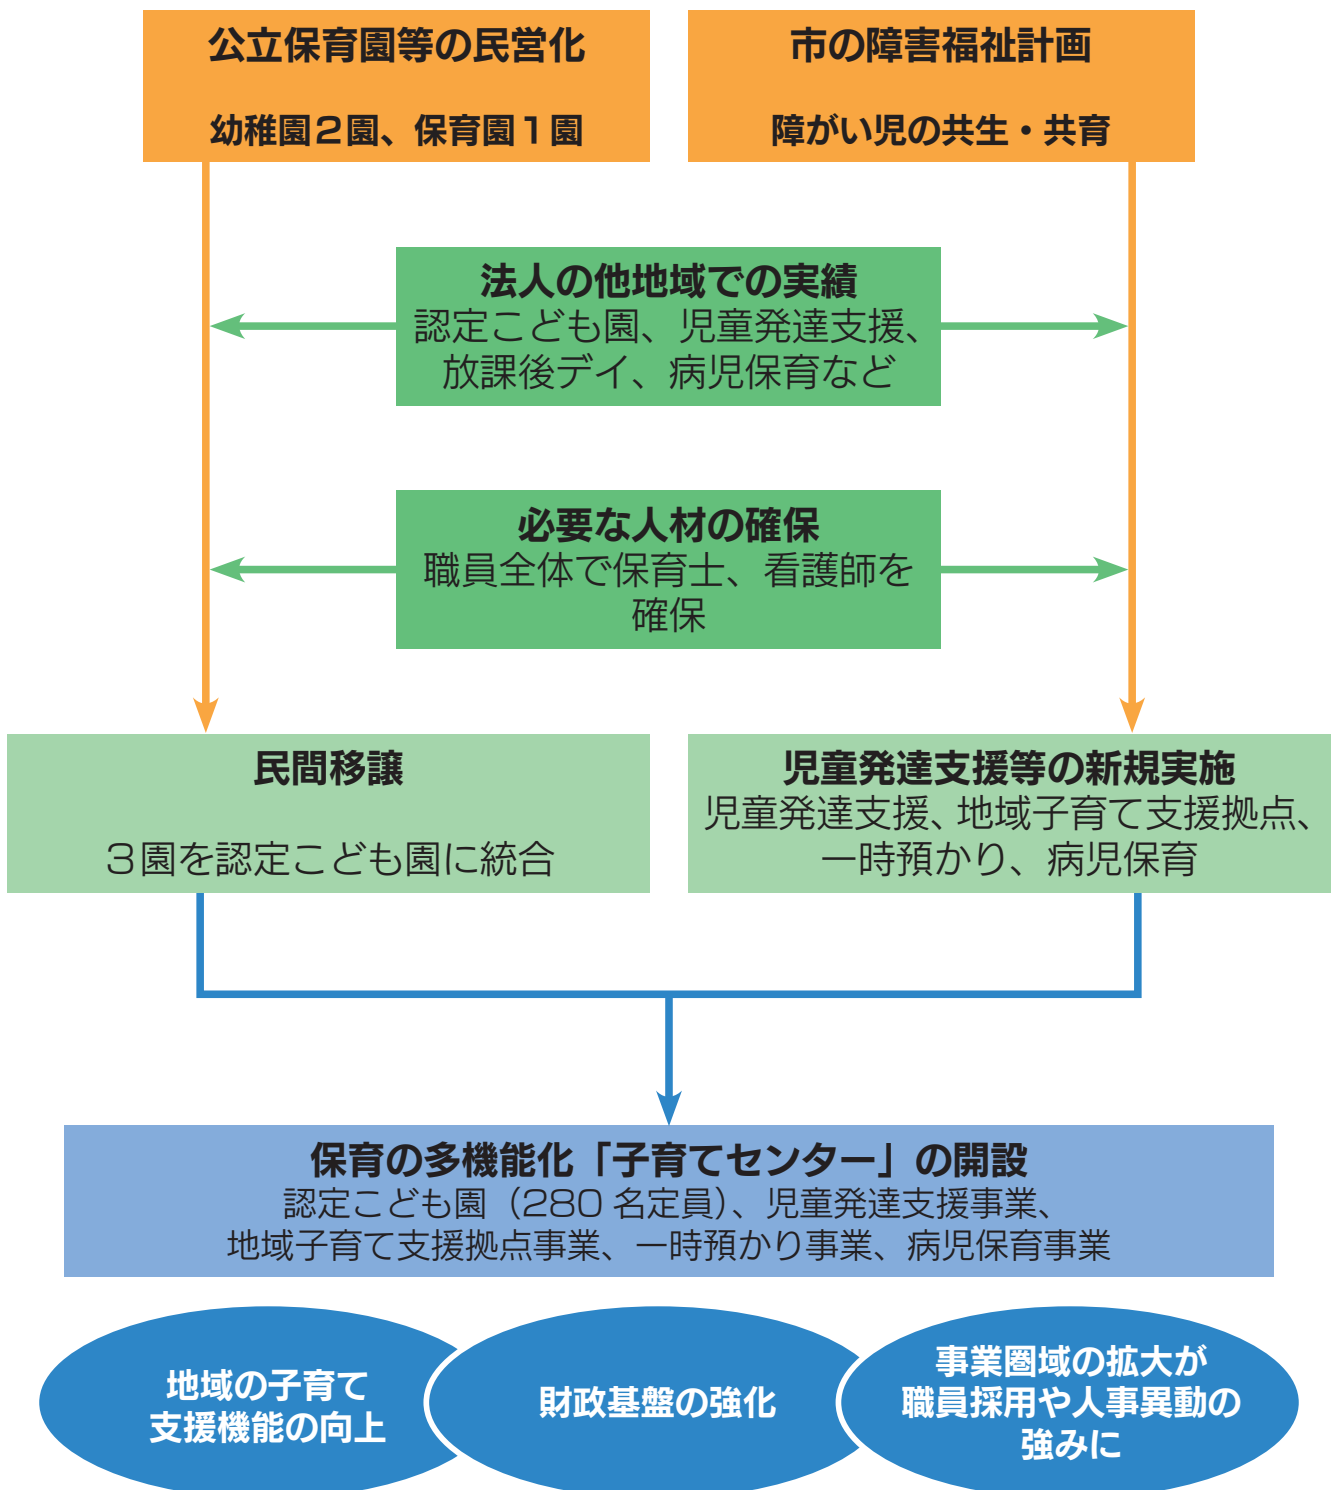 公立保育園等の民営化
幼稚園2園、保育園1園
市の障害福祉計画
障がい児の共生・共育
法人の他地域での実績
認定こども園、児童発達支援、
放課後デイ、病児保育など
必要な人材の確保
職員全体で保育士、看護師を
確保
民間移譲
3園を認定こども園に統合
児童発達支援等の新規実施
児童発達支援、地域子育て支援拠点、
一時預かり、病児保育
保育の多機能化「子育てセンター」の開設
認定こども園（280 名定員）、児童発達支援事業、
地域子育て支援拠点事業、一時預かり事業、病児保育事業
地域の子育て
支援機能の向上
財政基盤の強化
事業圏域の拡大が
職員採用や人事異動の
強みに